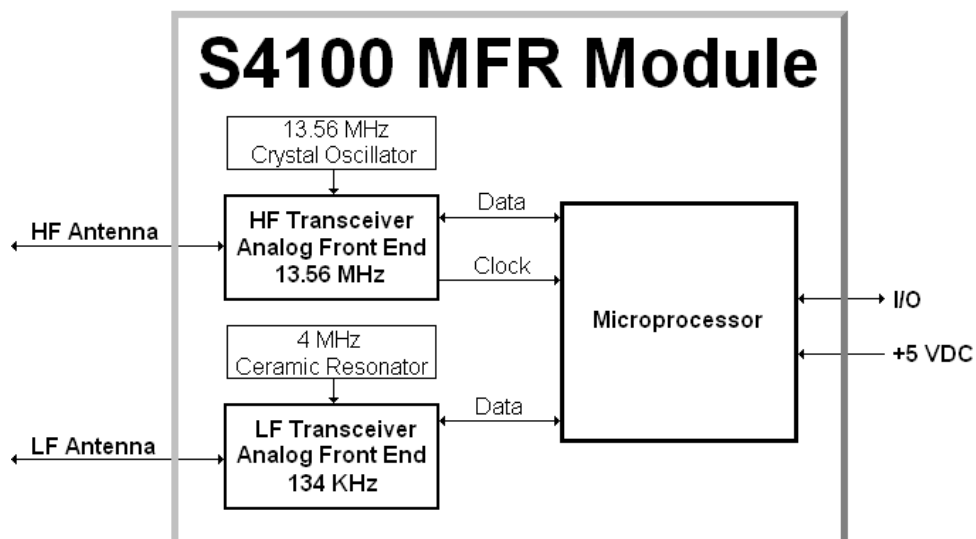 S4100 MFR Module
13.56 MHz
Crystal Oscillator
HF Antenna
HF Transceiver
Analog Front End
13.56 MHz
Data
Clock
Microprocessor
I/O
+5 VDC
4 MHz
Ceramic Resonator
LF Antenna
LF Transceiver
Analog Front End
134 KHz
Data